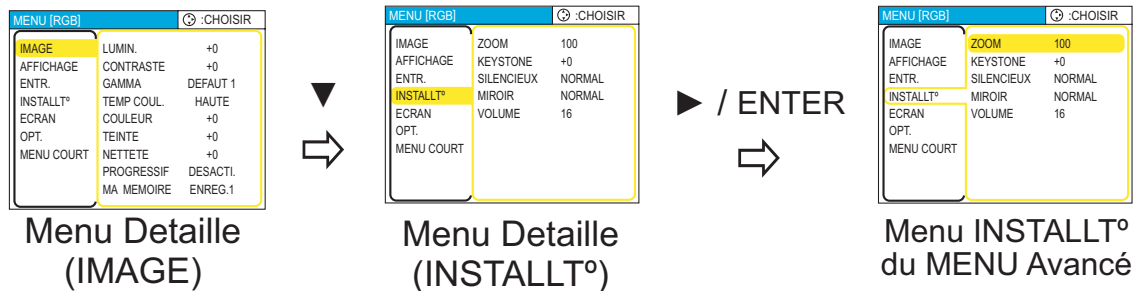 MENU [RGB] :CHOISIR
IMAGE LUMIN. +0
AFFICHAGE CONTRASTE +0
ENTR. GAMMA DEFAUT 1
INSTALLTº TEMP COUL. HAUTE
ECRAN COULEUR +0
OPT. TEINTE +0
MENU COURT NETTETE +0
PROGRESSIF DESACTI.
MA MEMOIRE ENREG.1
Menu Detaille
(IMAGE)
▼
MENU [RGB] :CHOISIR
IMAGE ZOOM 100
AFFICHAGE KEYSTONE +0
ENTR. SILENCIEUX NORMAL
INSTALLTº MIROIR NORMAL
ECRAN VOLUME 16
OPT.
MENU COURT
Menu Detaille
(INSTALLTº)
► / ENTER
MENU [RGB] :CHOISIR
IMAGE ZOOM 100
AFFICHAGE KEYSTONE +0
ENTR. SILENCIEUX NORMAL
INSTALLTº MIROIR NORMAL
ECRAN VOLUME 16
OPT.
MENU COURT
Menu INSTALLTº
du MENU Avancé